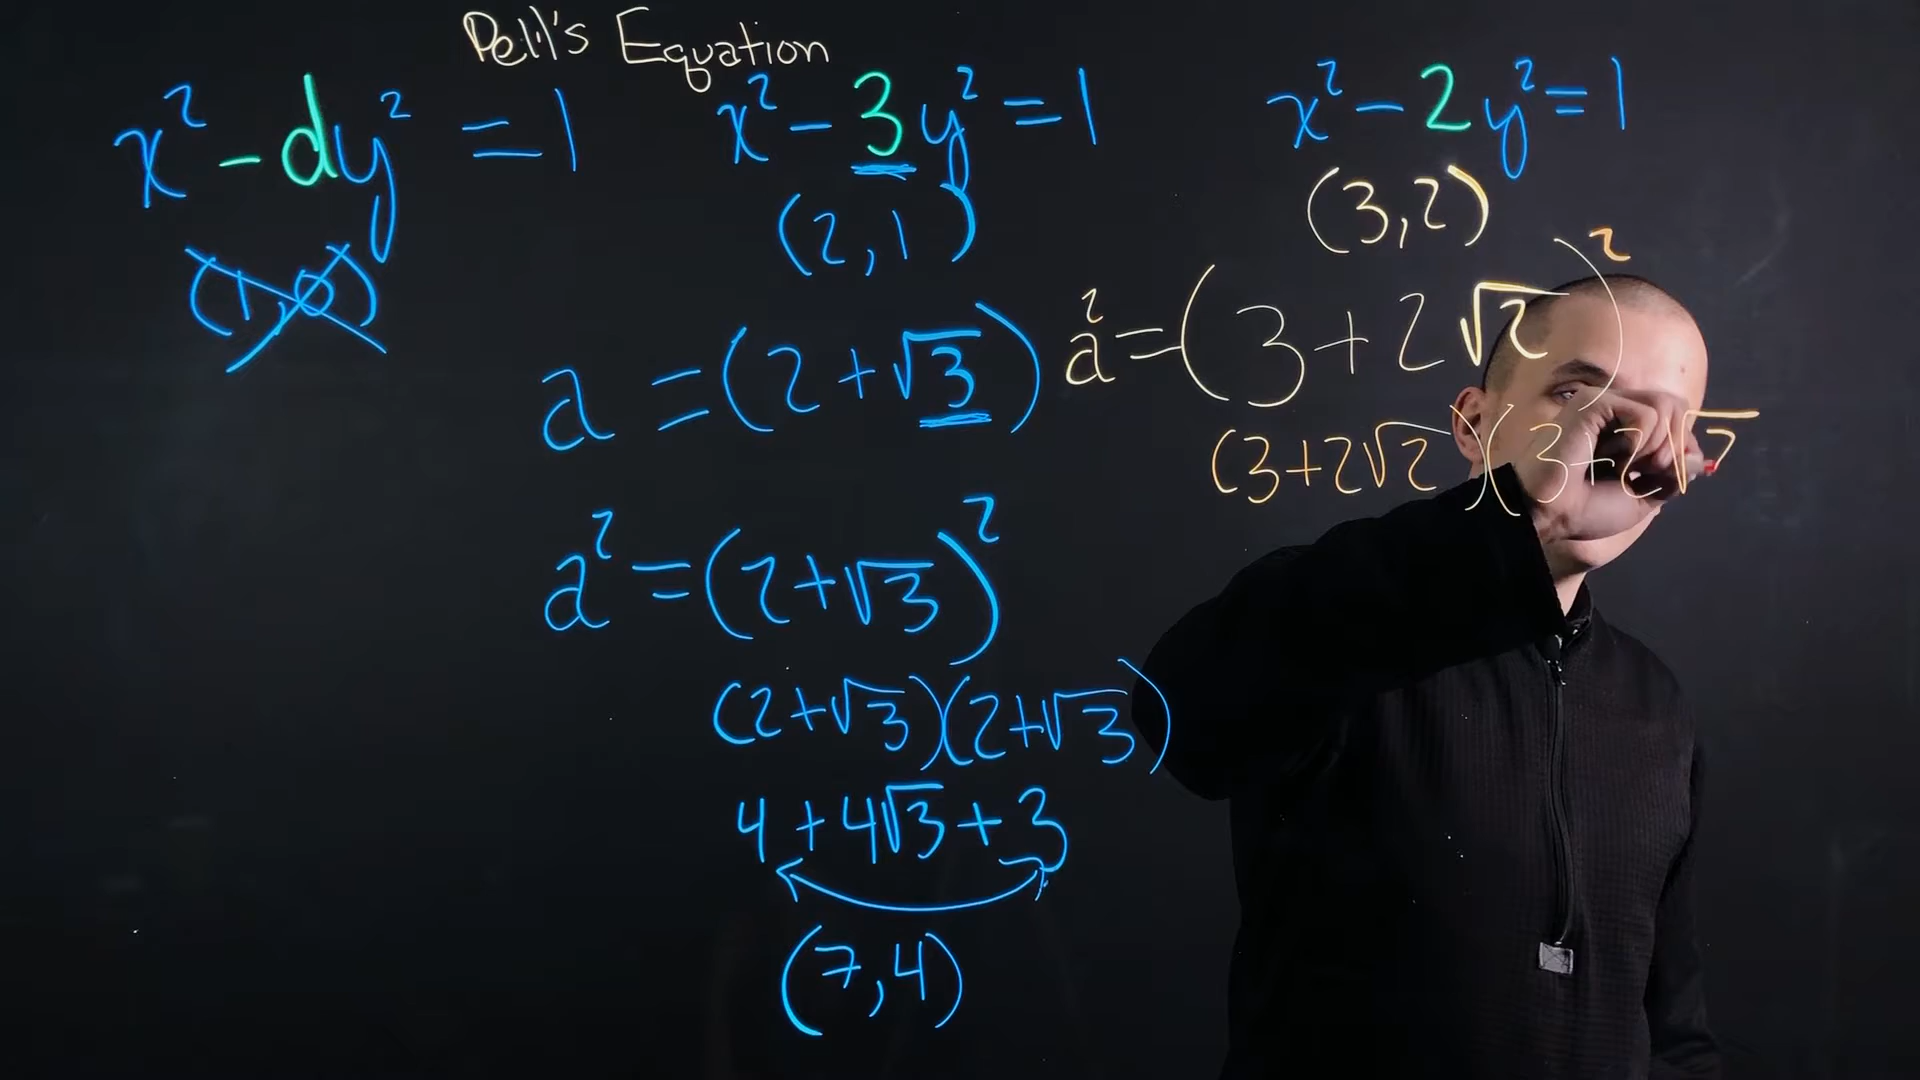 Pell's Equation
x² - dy² = 1
(1, 0)
x² - 3y² = 1
(2, 1)
a = (2 + √3)
a² = (2 + √3)²
(2+√3)(2+√3)
4 + 4√3 + 3
(7, 4)
x² - 2y² = 1
(3, 2)
a² = (3 + 2√2)²
(3+2√2)(3+2√2